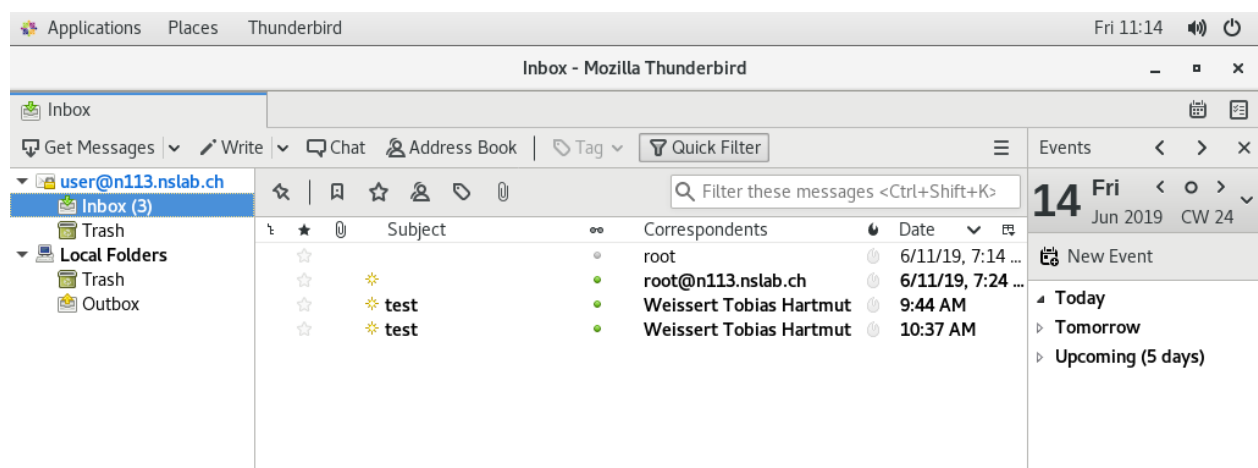 Applications Places Thunderbird Fri 11:14
Inbox - Mozilla Thunderbird
Inbox
Get Messages Write Chat Address Book Tag Quick Filter Events
user@n113.nslab.ch
Inbox (3)
Trash
Local Folders
Trash
Outbox
Filter these messages <Ctrl+Shift+K>
Subject Correspondents Date
root 6/11/19, 7:14 ...
root@n113.nslab.ch 6/11/19, 7:24 ...
test Weissert Tobias Hartmut 9:44 AM
test Weissert Tobias Hartmut 10:37 AM
14 Fri
Jun 2019 CW 24
New Event
Today
Tomorrow
Upcoming (5 days)